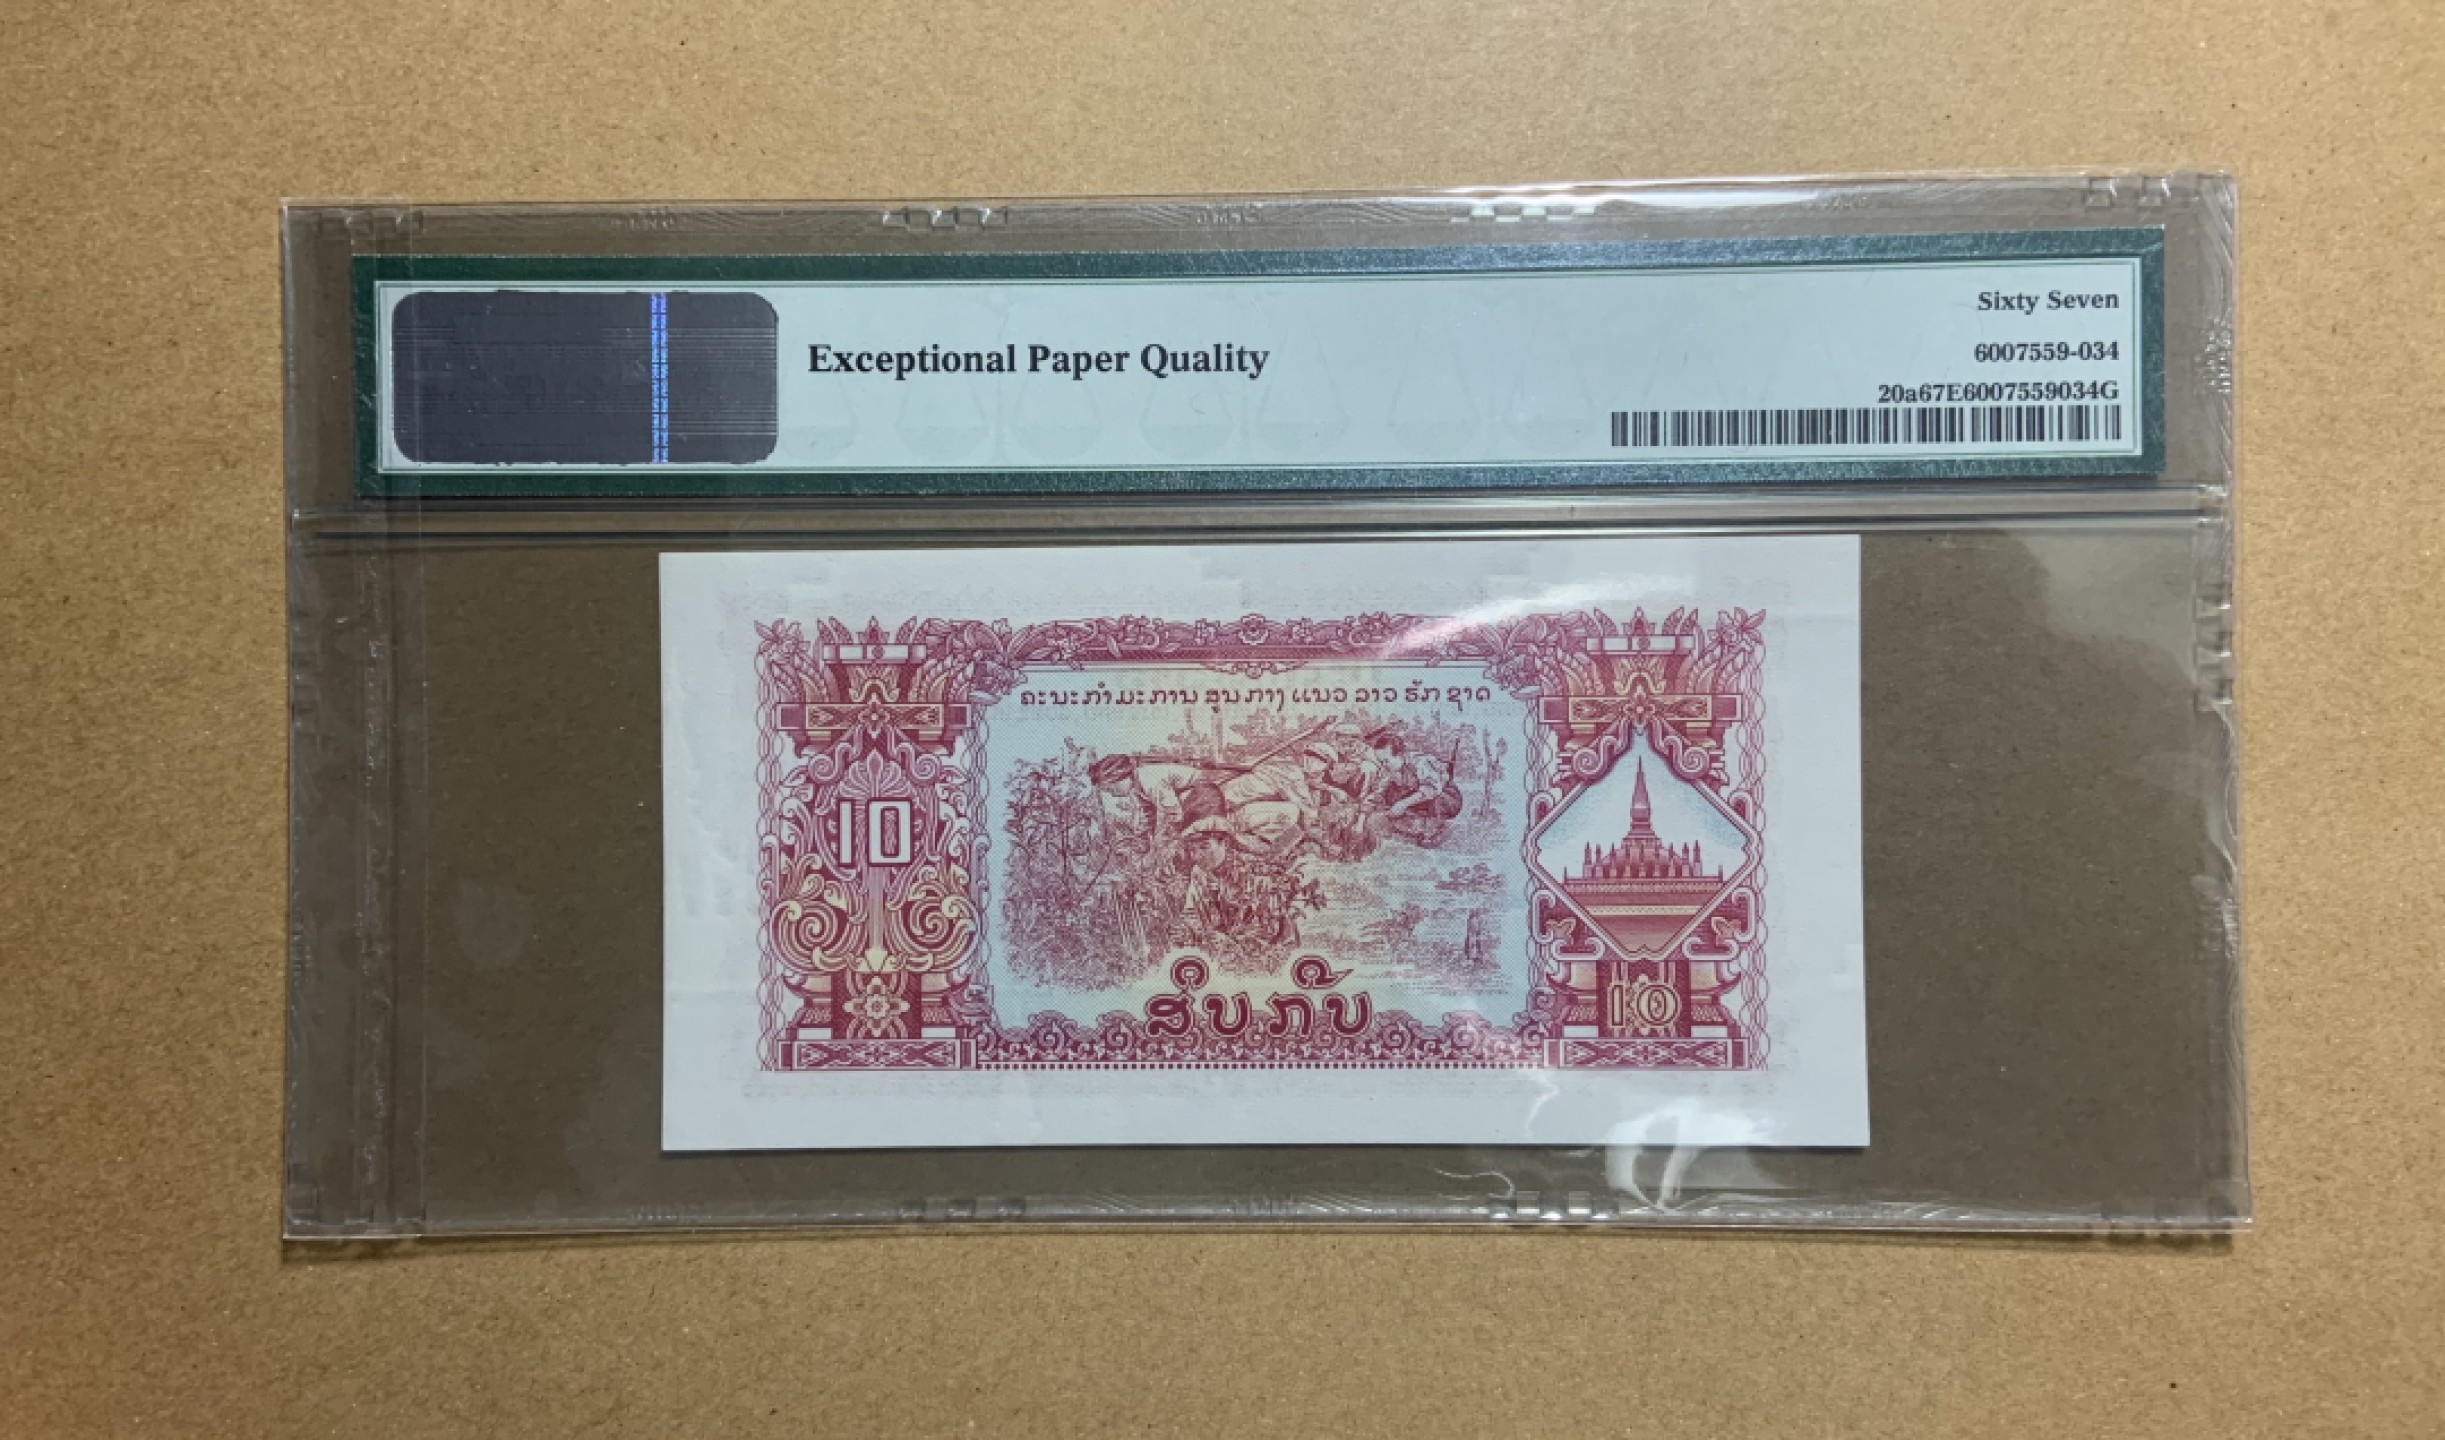 Sixty Seven
Exceptional Paper Quality
6007559-034
20a67E6007559034G
ຄະນະກຳມະການ ສູນກາງ ແນວ ລາວ ຮັກ ຊາດ
10
ສິບກີບ
10